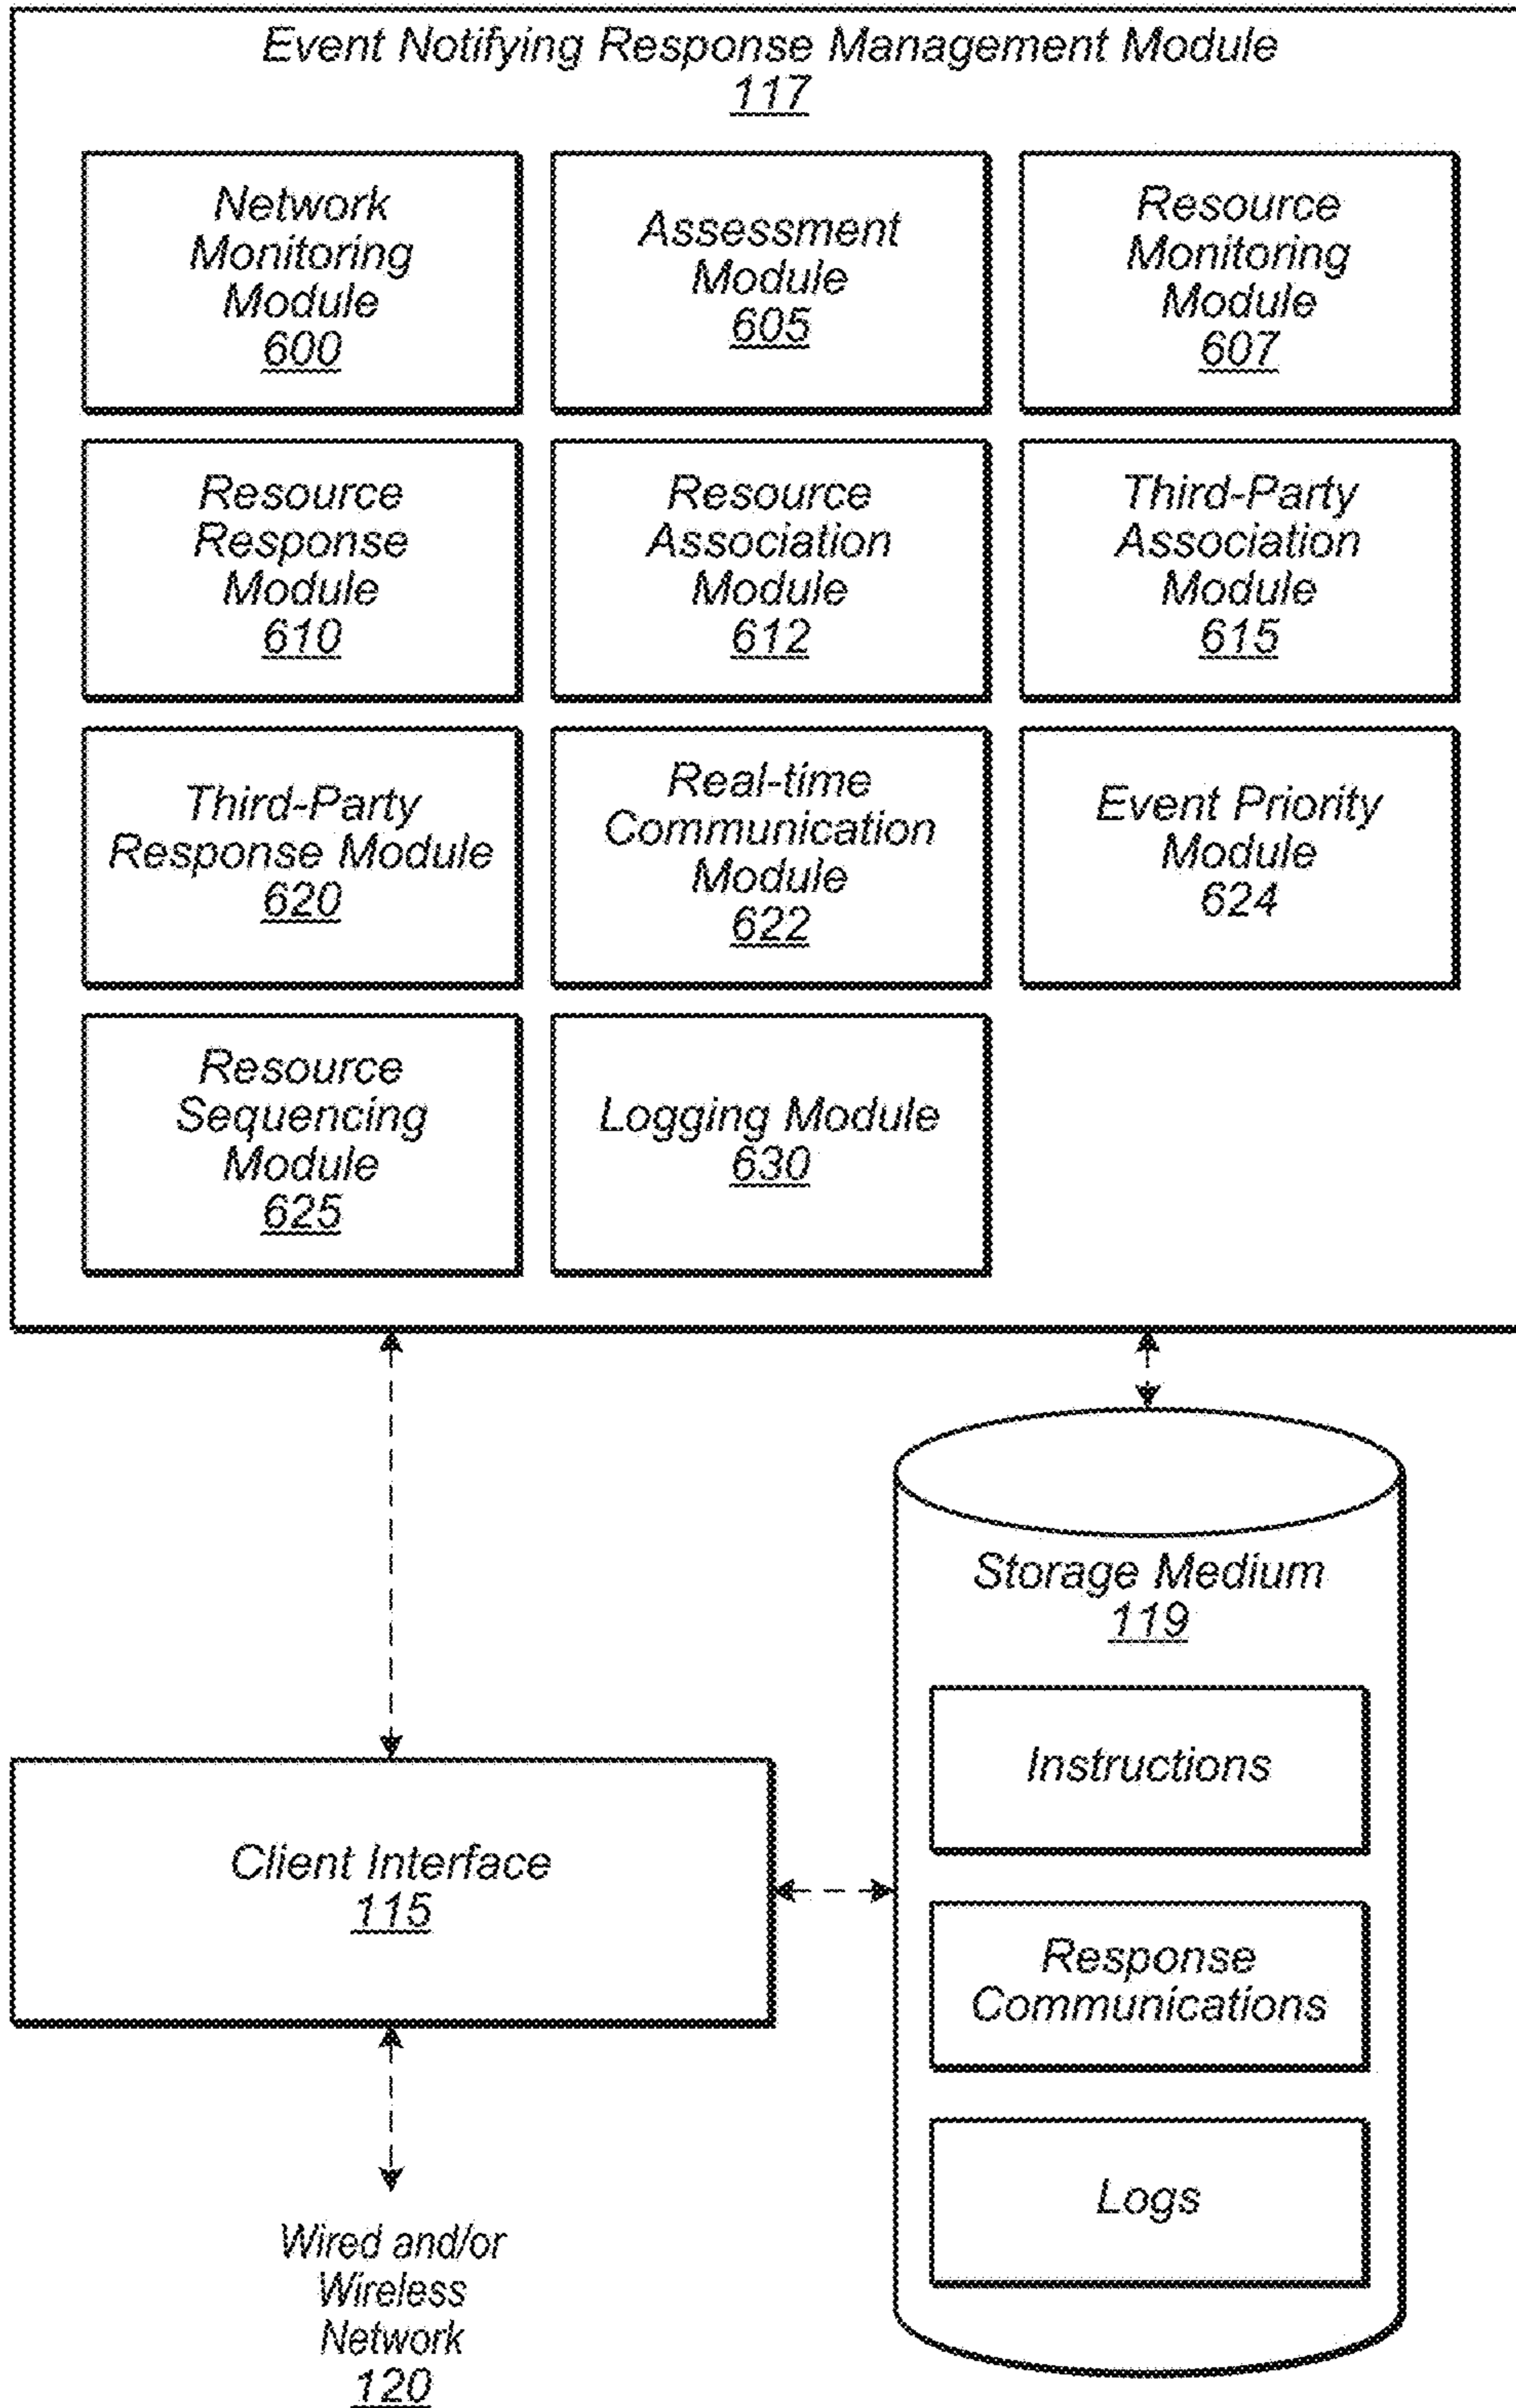 Event Notifying Response Management Module
117
Network
Monitoring
Module
600
Assessment
Module
605
Resource
Monitoring
Module
607
Resource
Response
Module
610
Resource
Association
Module
612
Third-Party
Association
Module
615
Third-Party
Response Module
620
Real-time
Communication
Module
622
Event Priority
Module
624
Resource
Sequencing
Module
625
Logging Module
630
Storage Medium
119
Instructions
Client Interface
115
Response
Communications
Logs
Wired and/or
Wireless
Network
120